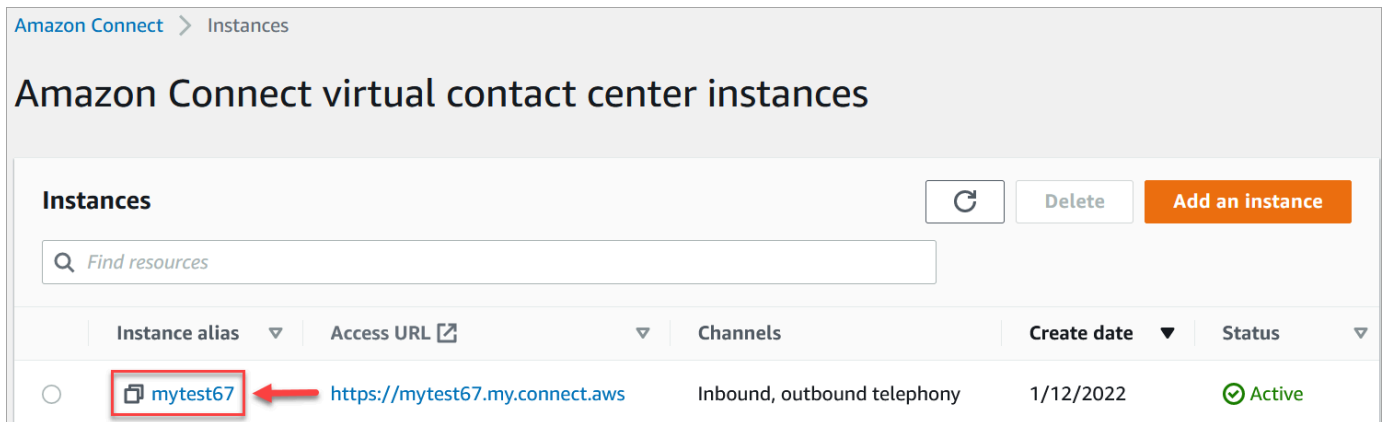 Amazon Connect > Instances
Amazon Connect virtual contact center instances
Instances
Delete
Add an instance
Find resources
Instance alias Access URL Channels Create date Status
mytest67 https://mytest67.my.connect.aws Inbound, outbound telephony 1/12/2022 Active